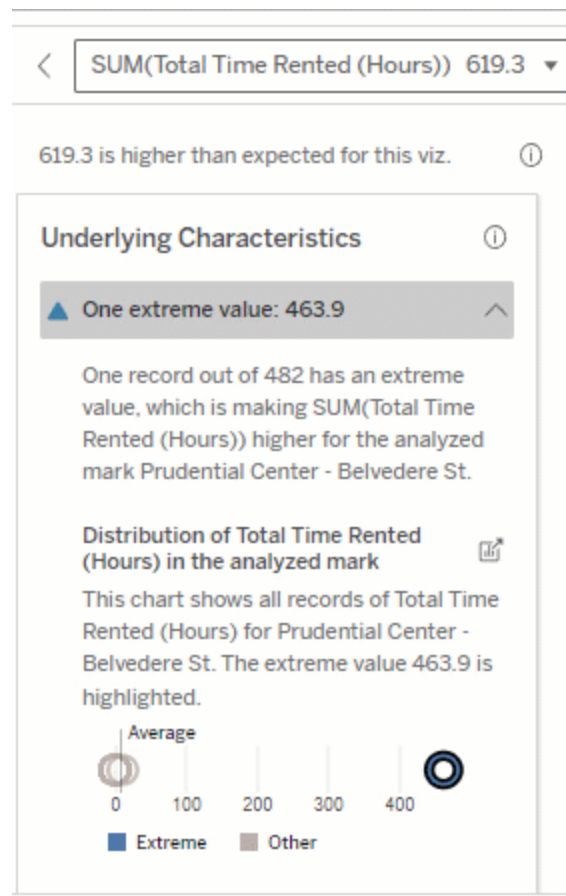 SUM(Total Time Rented (Hours)) 619.3
619.3 is higher than expected for this viz.
Underlying Characteristics
One extreme value: 463.9
One record out of 482 has an extreme
value, which is making SUM(Total Time
Rented (Hours)) higher for the analyzed
mark Prudential Center - Belvedere St.
Distribution of Total Time Rented
(Hours) in the analyzed mark
This chart shows all records of Total Time
Rented (Hours) for Prudential Center -
Belvedere St. The extreme value 463.9 is
highlighted.
Average
0 100 200 300 400
Extreme Other